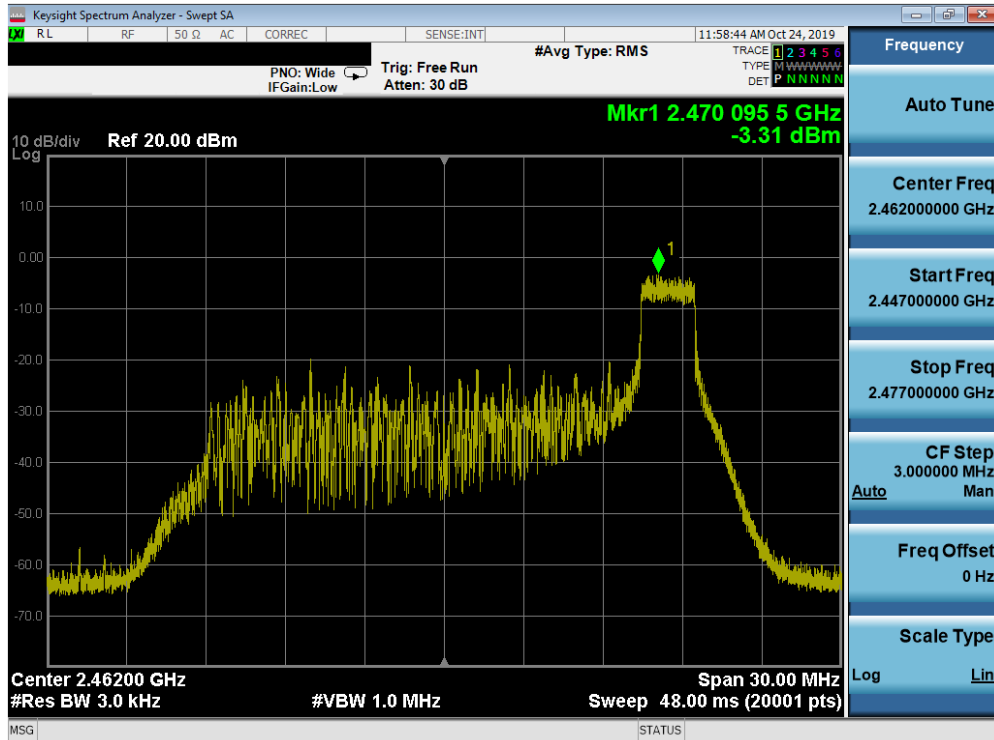 Keysight Spectrum Analyzer - Swept SA
LXI RL RF 50 Ω AC CORREC SENSE:INT 11:58:44 AM Oct 24, 2019
#Avg Type: RMS
TRACE 1 2 3 4 5 6
PNO: Wide Trig: Free Run
TYPE M WWWWW
IFGain:Low Atten: 30 dB
DET P N N N N N
Mkr1 2.470 095 5 GHz
-3.31 dBm
10 dB/div Ref 20.00 dBm
Log
10.0
1
0.00
-10.0
-20.0
-30.0
-40.0
-50.0
-60.0
-70.0
Center 2.46200 GHz Span 30.00 MHz
#Res BW 3.0 kHz #VBW 1.0 MHz Sweep 48.00 ms (20001 pts)
MSG STATUS
Frequency
Auto Tune
Center Freq
2.462000000 GHz
Start Freq
2.447000000 GHz
Stop Freq
2.477000000 GHz
CF Step
3.000000 MHz
Auto Man
Freq Offset
0 Hz
Scale Type
Log Lin